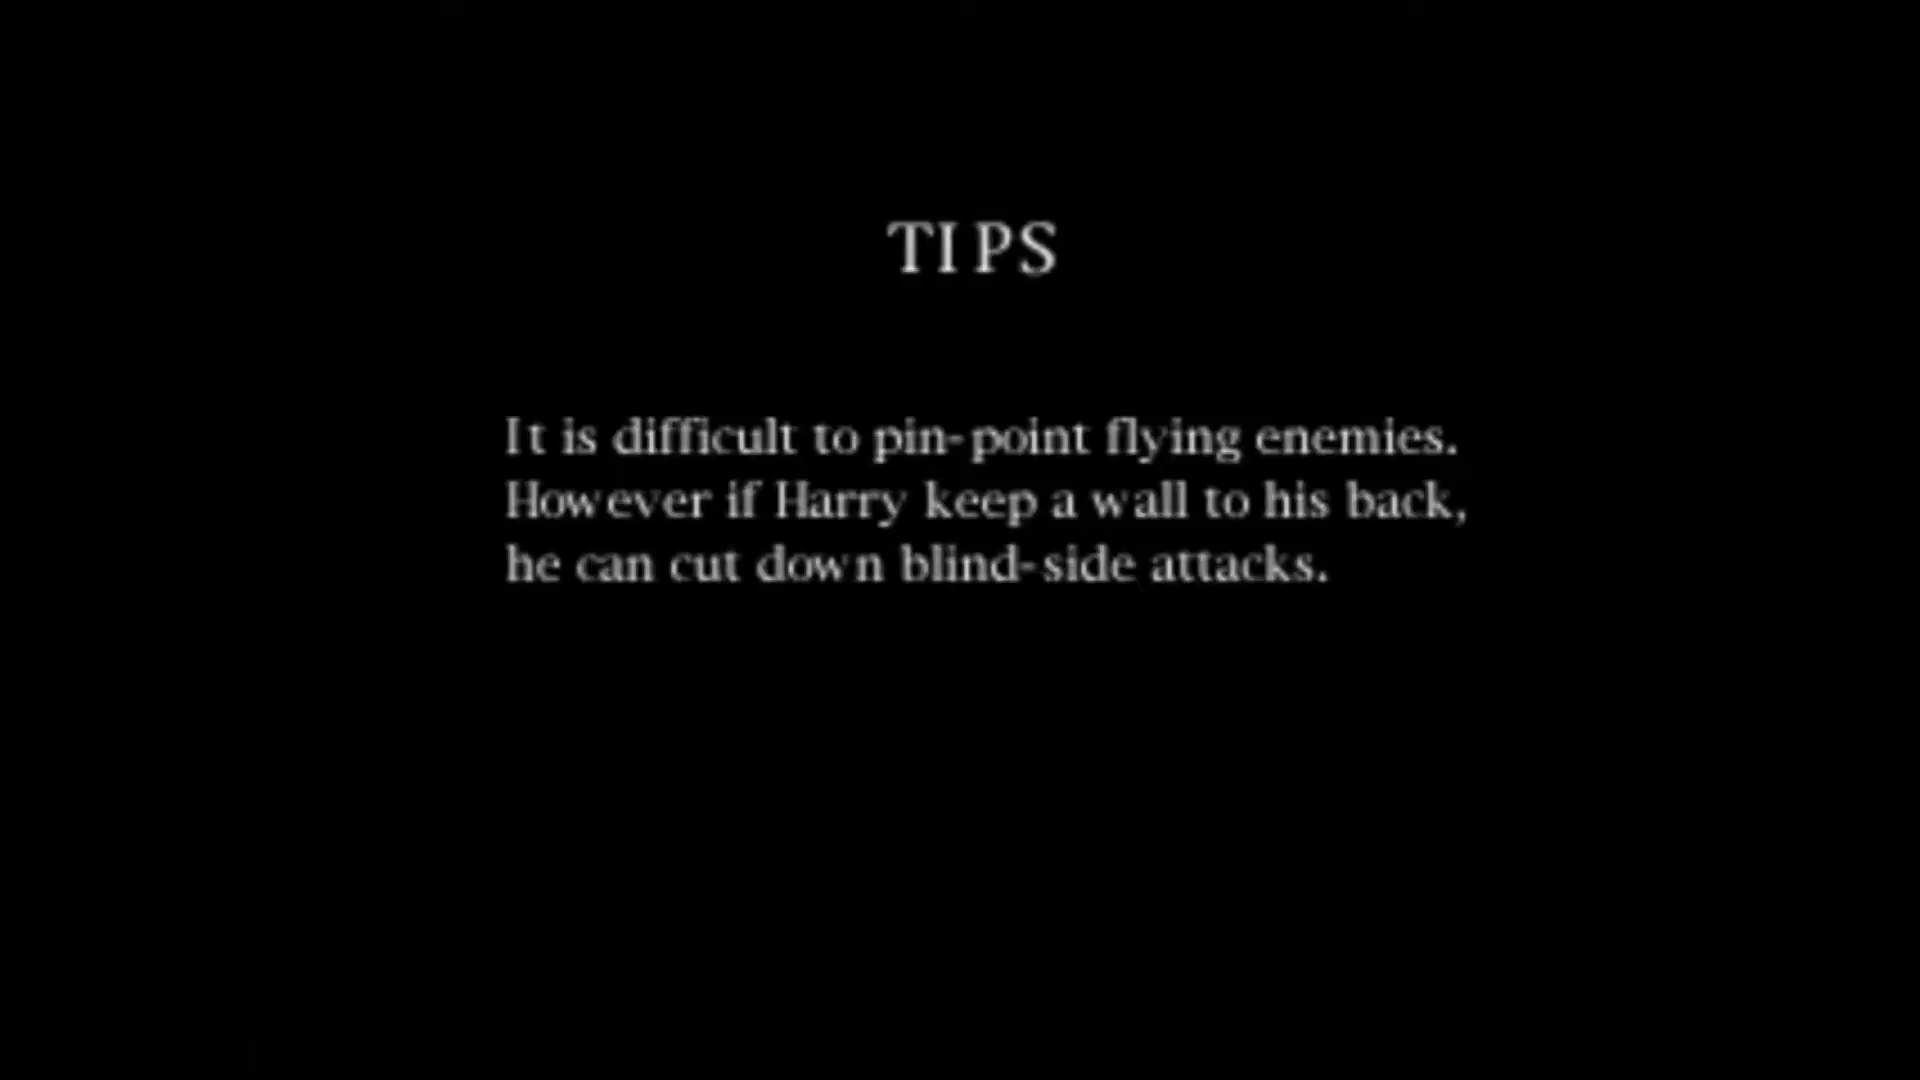 TIPS
It is difficult to pin-point flying enemies.
However if Harry keep a wall to his back,
he can cut down blind-side attacks.